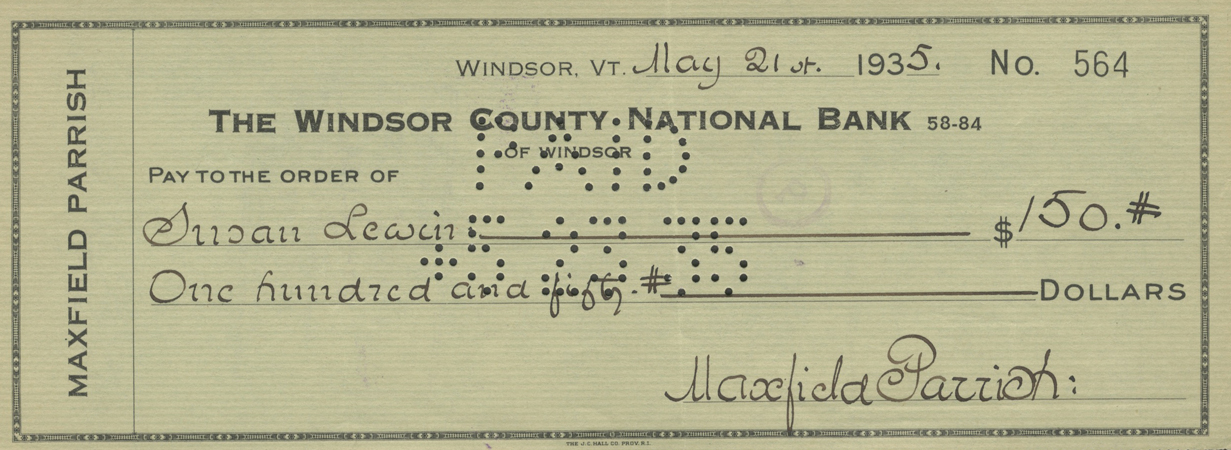 WINDSOR, VT. May 21st. 1935. No. 564
THE WINDSOR COUNTY NATIONAL BANK 58-84
OF WINDSOR
PAID
PAY TO THE ORDER OF
Susan Lewin $150.#
One hundred and fifty.# DOLLARS
Maxfield Parrish:
MAXFIELD PARRISH
THE J.C. HALL CO. PROV. R.I.